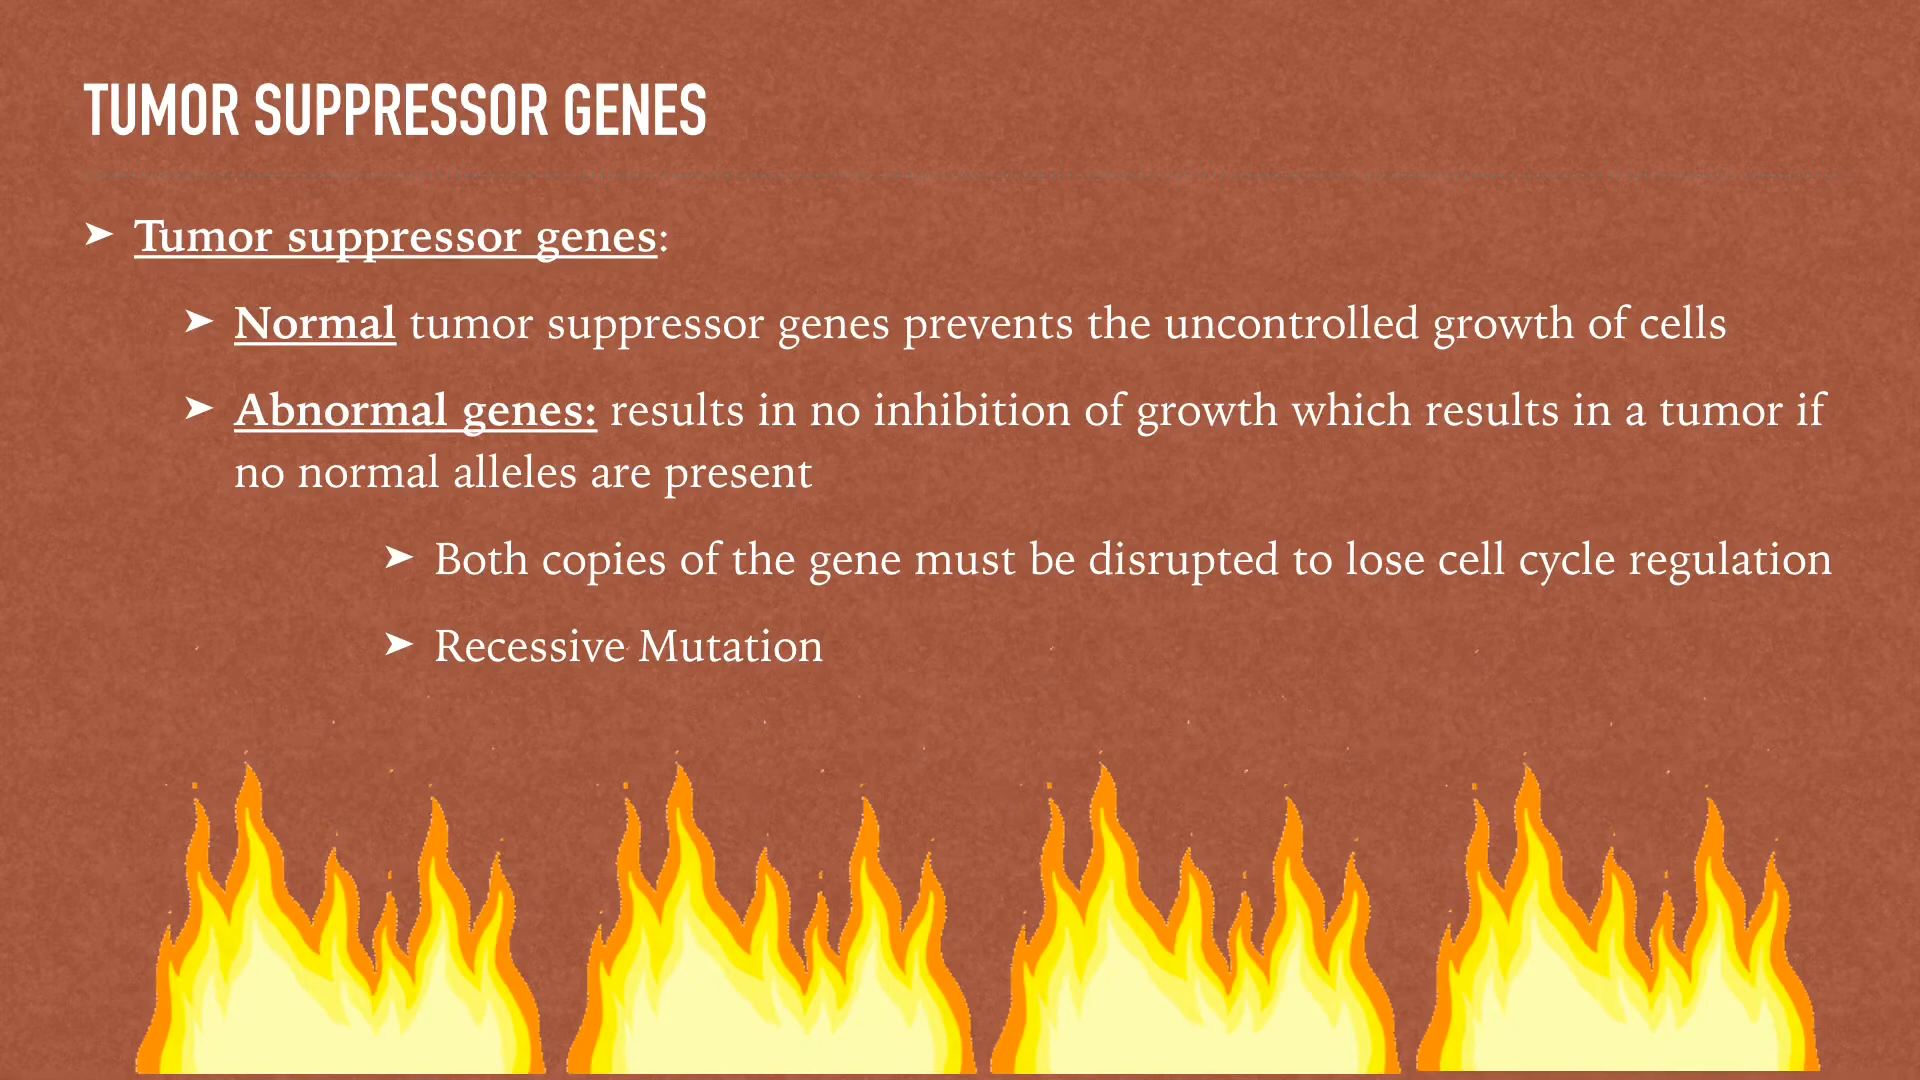 TUMOR SUPPRESSOR GENES
➤ Tumor suppressor genes:
➤ Normal tumor suppressor genes prevents the uncontrolled growth of cells
➤ Abnormal genes: results in no inhibition of growth which results in a tumor if
no normal alleles are present
➤ Both copies of the gene must be disrupted to lose cell cycle regulation
➤ Recessive Mutation